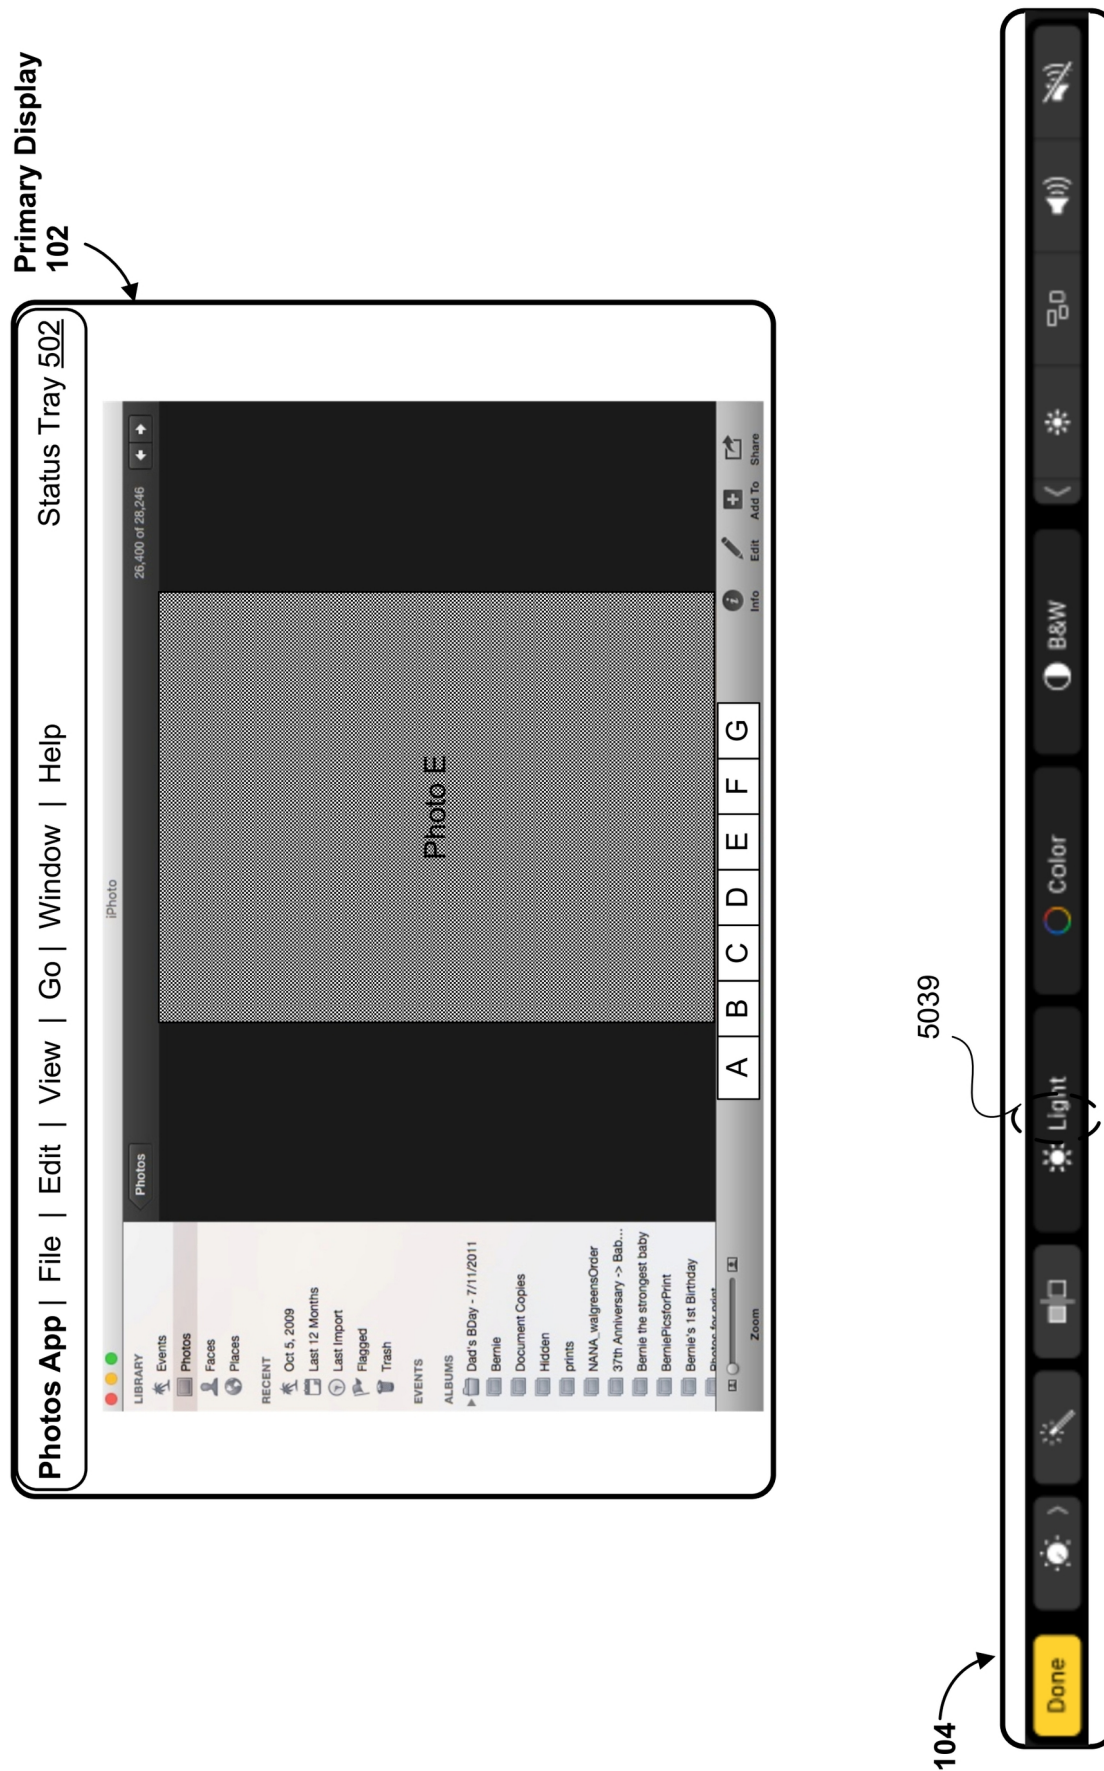 Primary Display
102
Photos App | File | Edit | View | Go | Window | Help
Status Tray 502
iPhoto
Photos
26,400 of 28,246
LIBRARY
Events
Photos
Faces
Places
RECENT
Oct 5, 2009
Last 12 Months
Last Import
Flagged
Trash
EVENTS
ALBUMS
Dad's BDay - 7/11/2011
Bernie
Document Copies
Hidden
prints
NANA_walgreensOrder
37th Anniversary -> Bab...
Bernie the strongest baby
BerniePicsforPrint
Bernie's 1st Birthday
Photos for print
Photo E
A B C D E F G
Zoom
Info
Edit
Add To
Share
5039
104
Done
Light
Color
B&W